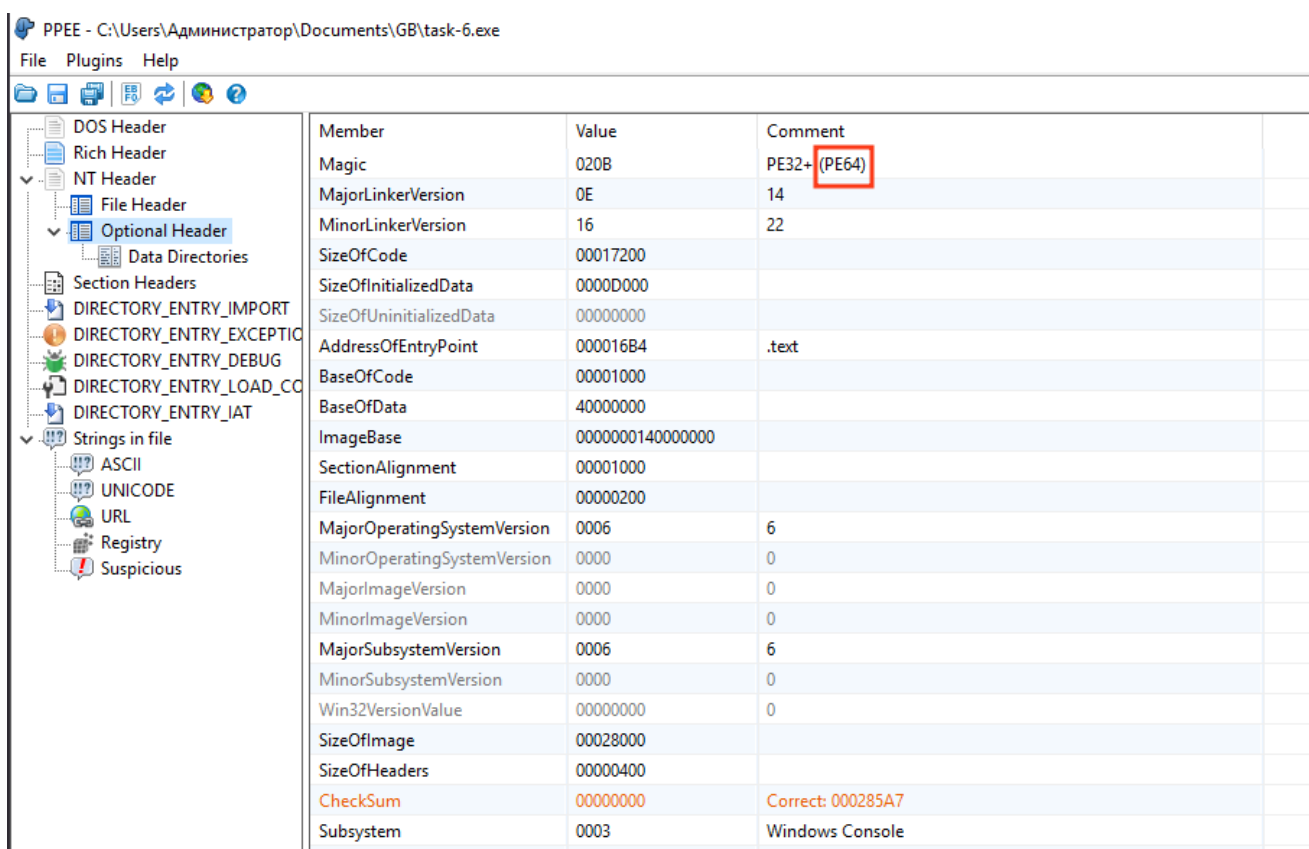 PPEE - C:\Users\Администратор\Documents\GB\task-6.exe
File Plugins Help
DOS Header
Rich Header
NT Header
File Header
Optional Header
Data Directories
Section Headers
DIRECTORY_ENTRY_IMPORT
DIRECTORY_ENTRY_EXCEPTIO
DIRECTORY_ENTRY_DEBUG
DIRECTORY_ENTRY_LOAD_CO
DIRECTORY_ENTRY_IAT
Strings in file
ASCII
UNICODE
URL
Registry
Suspicious
Member Value Comment
Magic 020B PE32+ (PE64)
MajorLinkerVersion 0E 14
MinorLinkerVersion 16 22
SizeOfCode 00017200
SizeOfInitializedData 0000D000
SizeOfUninitializedData 00000000
AddressOfEntryPoint 000016B4 .text
BaseOfCode 00001000
BaseOfData 40000000
ImageBase 0000000140000000
SectionAlignment 00001000
FileAlignment 00000200
MajorOperatingSystemVersion 0006 6
MinorOperatingSystemVersion 0000 0
MajorImageVersion 0000 0
MinorImageVersion 0000 0
MajorSubsystemVersion 0006 6
MinorSubsystemVersion 0000 0
Win32VersionValue 00000000 0
SizeOfImage 00028000
SizeOfHeaders 00000400
CheckSum 00000000 Correct: 000285A7
Subsystem 0003 Windows Console